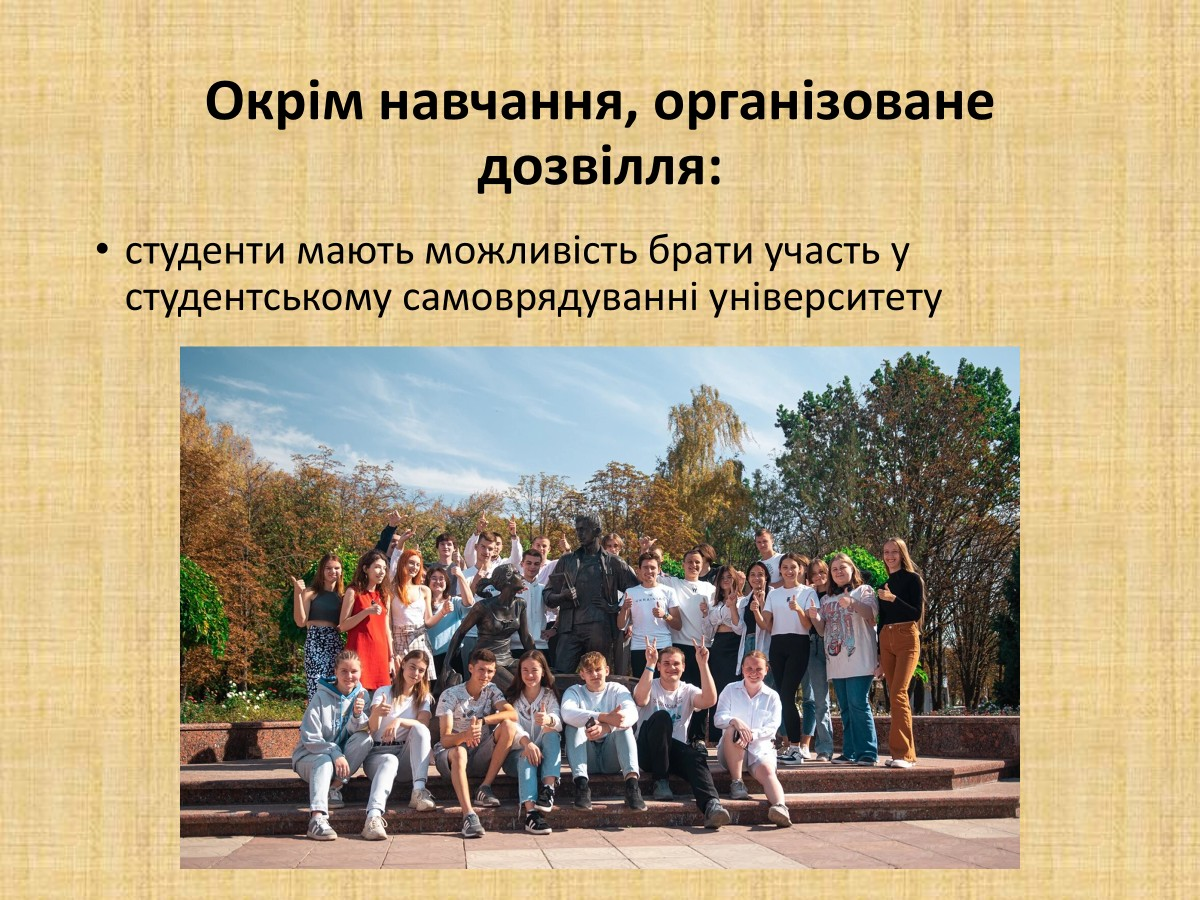 Окрім навчання, організоване
дозвілля:
• студенти мають можливість брати участь у
студентському самоврядуванні університету